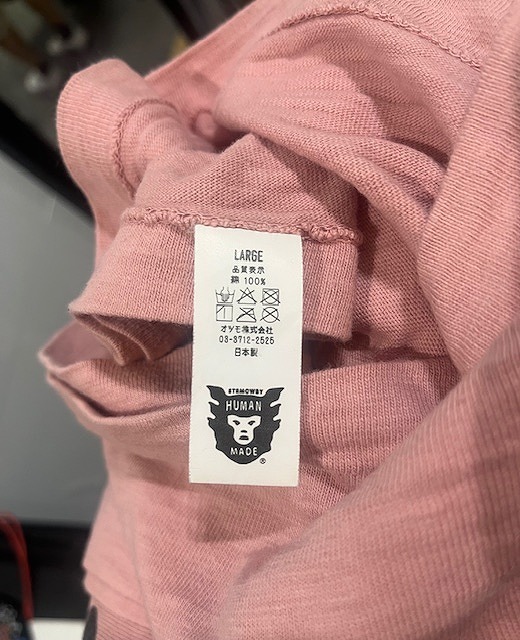 LARGE
品質表示
綿 100%
オツモ株式会社
03-3712-2525
日本製
STRMCWBY
HUMAN
MADE
®